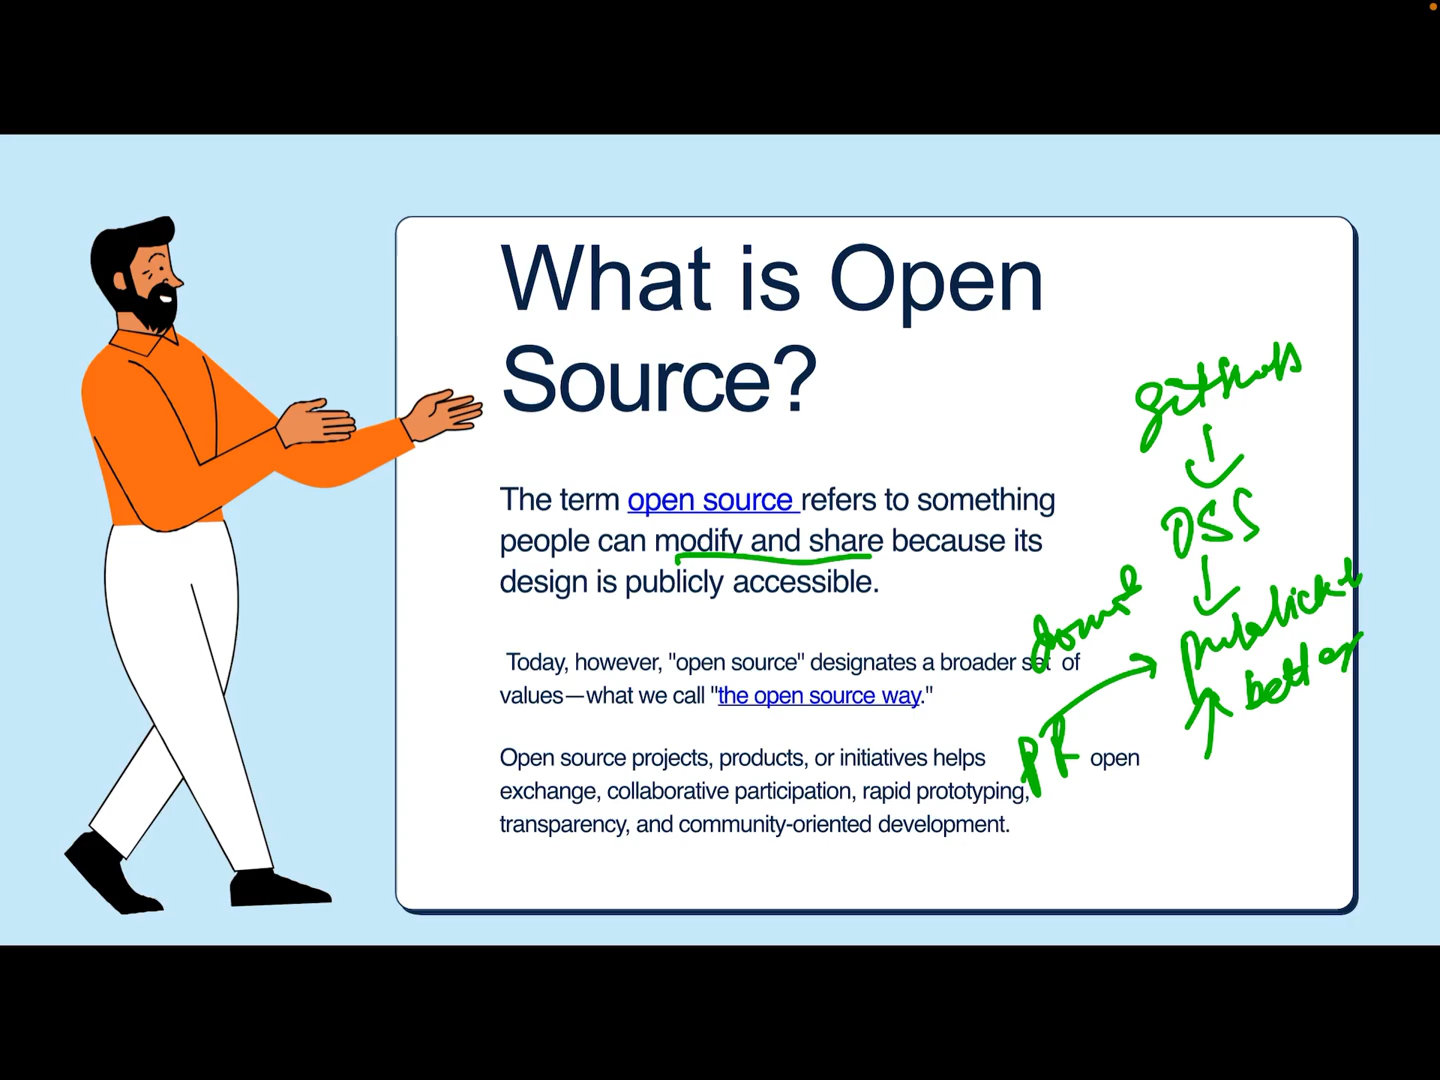 What is Open
Source?
The term open source refers to something
people can modify and share because its
design is publicly accessible.
Today, however, "open source" designates a broader set of
values—what we call "the open source way."
Open source projects, products, or initiatives helps open
exchange, collaborative participation, rapid prototyping,
transparency, and community-oriented development.
OSS
better
PR